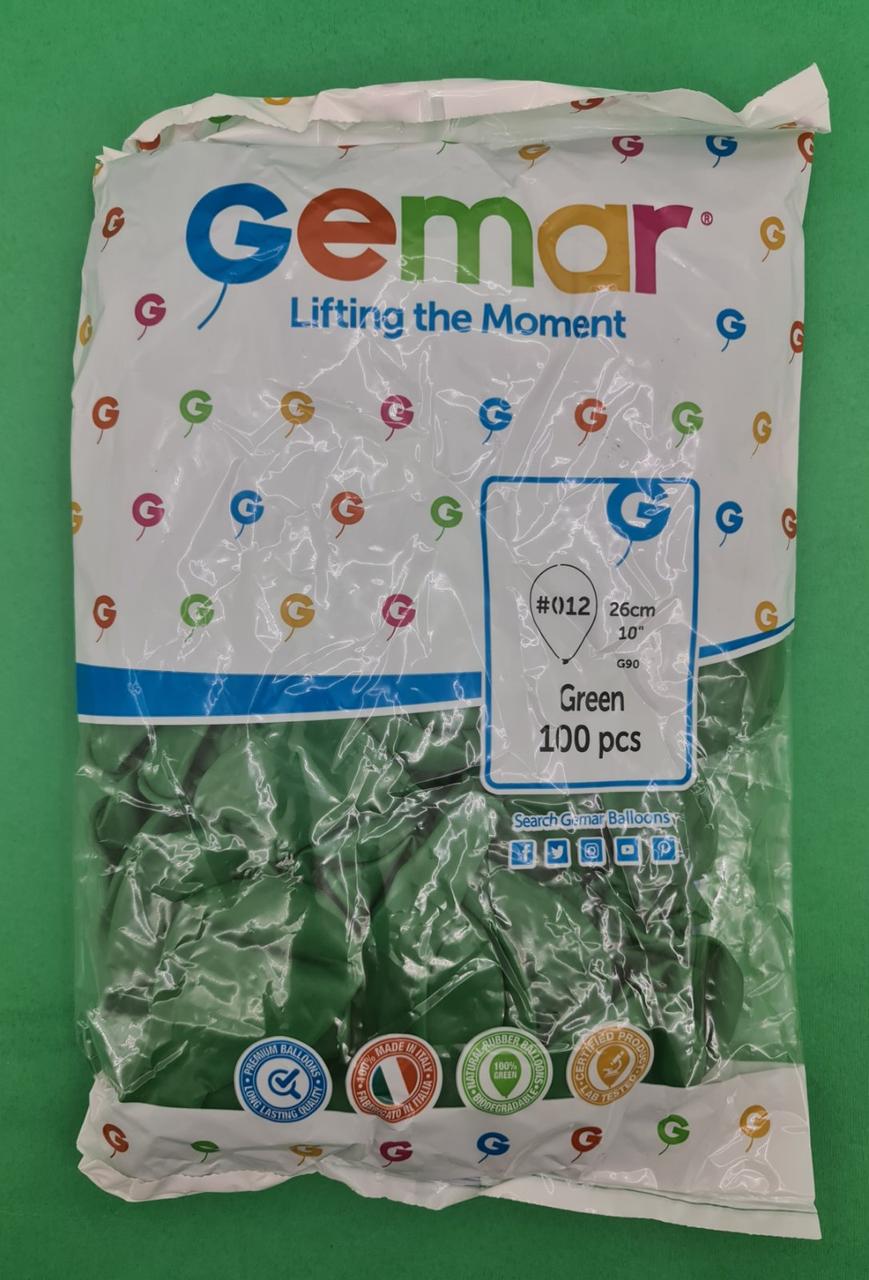 Gemar®
Lifting the Moment
G
#012
26cm
10"
G90
Green
100 pcs
Search Gemar Balloons
PREMIUM BALLOONS
• LONG LASTING QUALITY •
100% MADE IN ITALY
• FABBRICATO IN ITALIA •
NATURAL RUBBER BALLOONS
100%
GREEN
• BIODEGRADABLE •
CERTIFIED PRODUCT
• LAB TESTED •